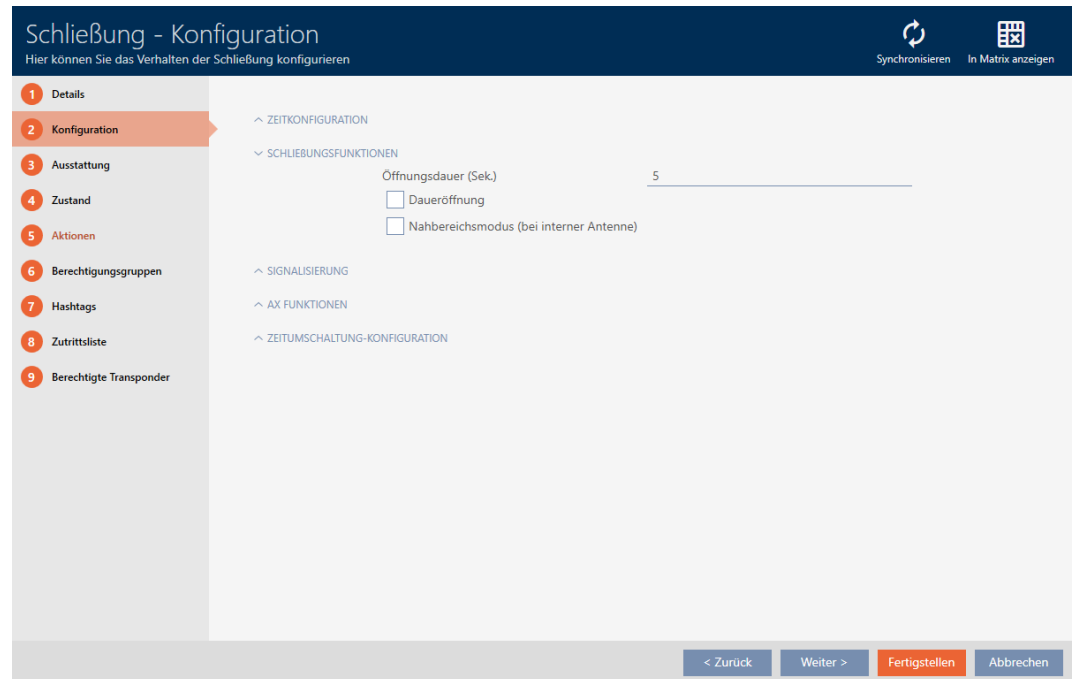 Schließung - Konfiguration
Hier können Sie das Verhalten der Schließung konfigurieren
Synchronisieren
In Matrix anzeigen
1 Details
2 Konfiguration
3 Ausstattung
4 Zustand
5 Aktionen
6 Berechtigungsgruppen
7 Hashtags
8 Zutrittsliste
9 Berechtigte Transponder
ZEITKONFIGURATION
SCHLIEßUNGSFUNKTIONEN
Öffnungsdauer (Sek.) 5
Daueröffnung
Nahbereichsmodus (bei interner Antenne)
SIGNALISIERUNG
AX FUNKTIONEN
ZEITUMSCHALTUNG-KONFIGURATION
< Zurück
Weiter >
Fertigstellen
Abbrechen